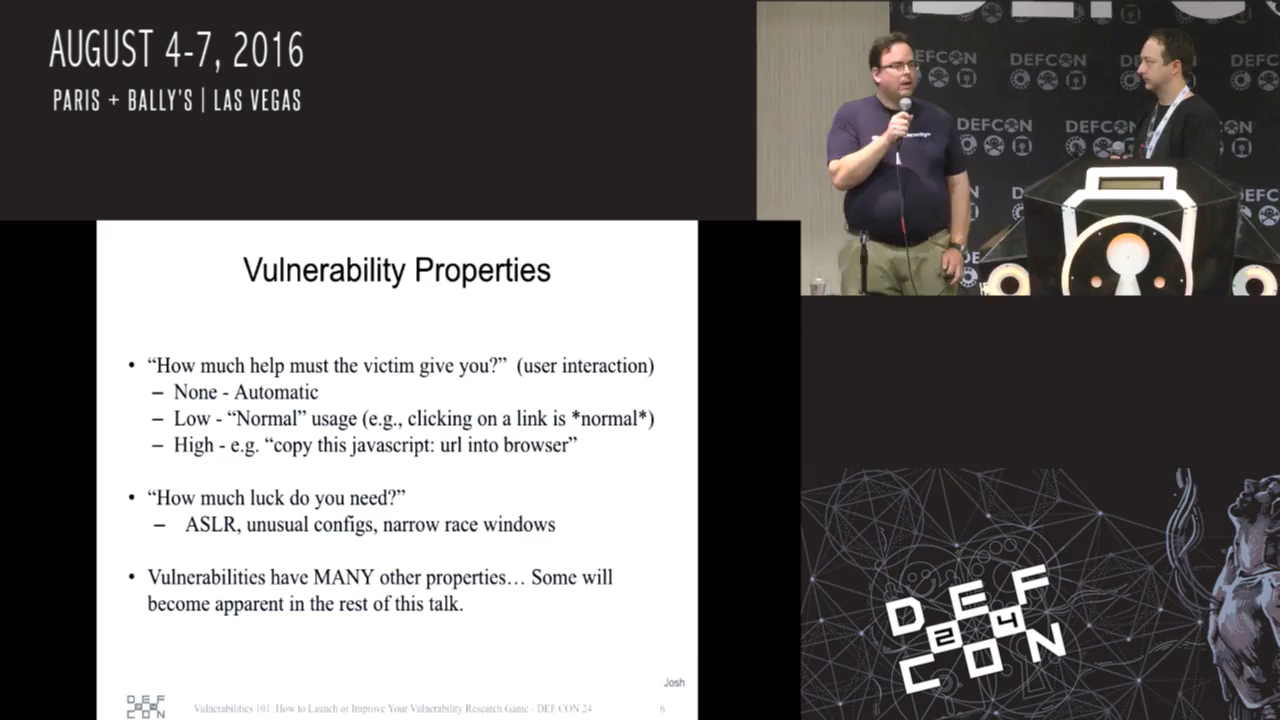 AUGUST 4-7, 2016
PARIS + BALLY'S | LAS VEGAS
DEFCON
DEFCON
DEFCON
DEFCON
DEFCON
Vulnerability Properties
• “How much help must the victim give you?” (user interaction)
– None - Automatic
– Low - “Normal” usage (e.g., clicking on a link is *normal*)
– High - e.g. “copy this javascript: url into browser”
• “How much luck do you need?”
– ASLR, unusual configs, narrow race windows
• Vulnerabilities have MANY other properties… Some will
become apparent in the rest of this talk.
Josh
DEF
CON
Vulnerabilities 101: How to Launch or Improve Your Vulnerability Research Game - DEF CON 24
6
DEF
24
CON